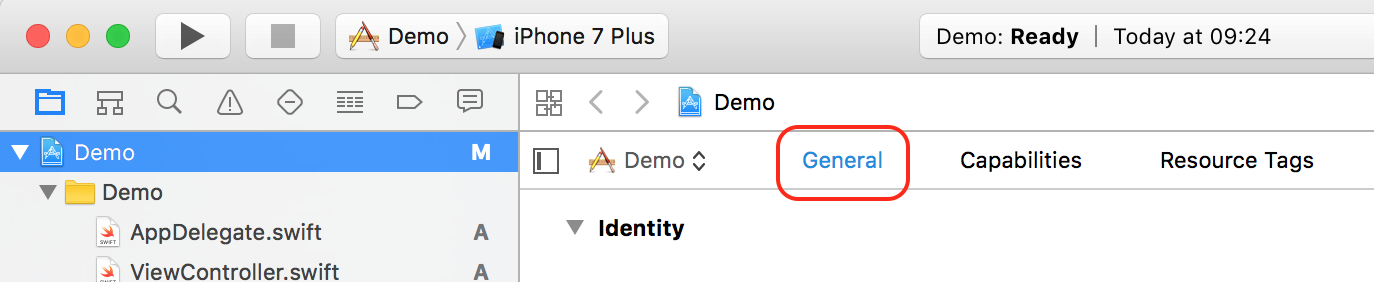 Demo iPhone 7 Plus
Demo: Ready | Today at 09:24
Demo
Demo M
Demo General Capabilities Resource Tags
Demo
Identity
AppDelegate.swift A
ViewController.swift A